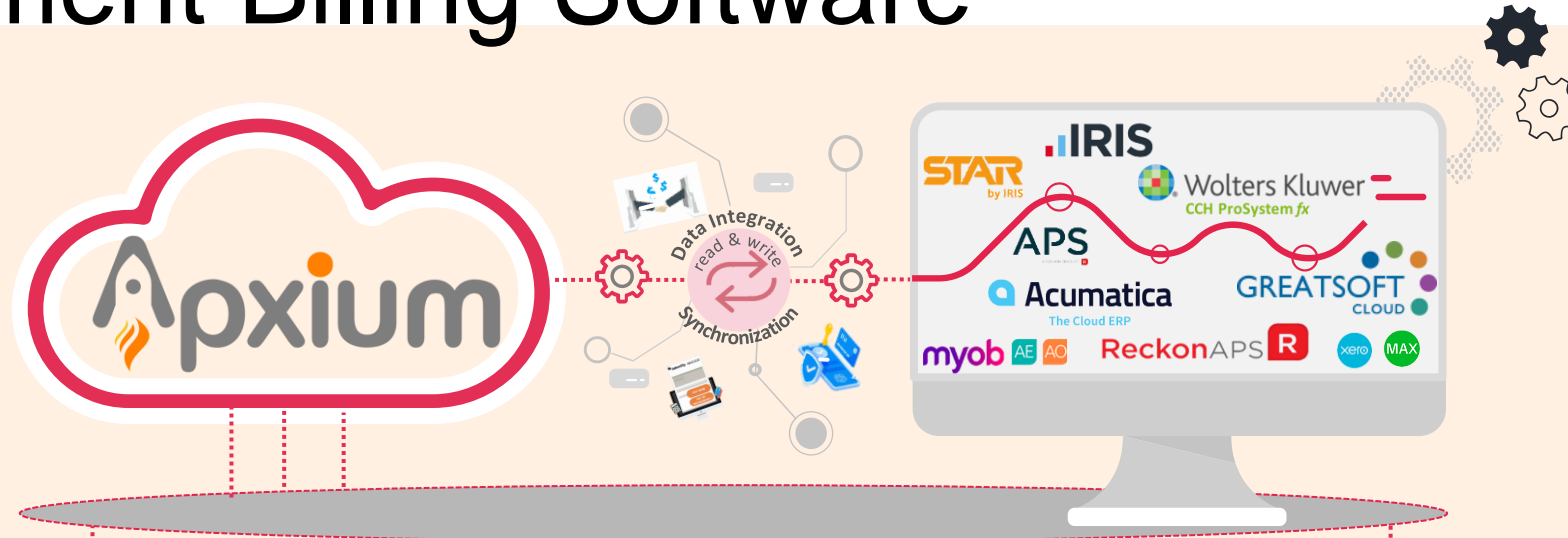 ment Billing Software
Apxium
Data Integration
read & write
Synchronization
IRIS
STAR
by IRIS
Wolters Kluwer
CCH ProSystem fx
APS
Acumatica
The Cloud ERP
GREATSOFT
CLOUD
myob AE AO
ReckonAPS R
xero
MAX